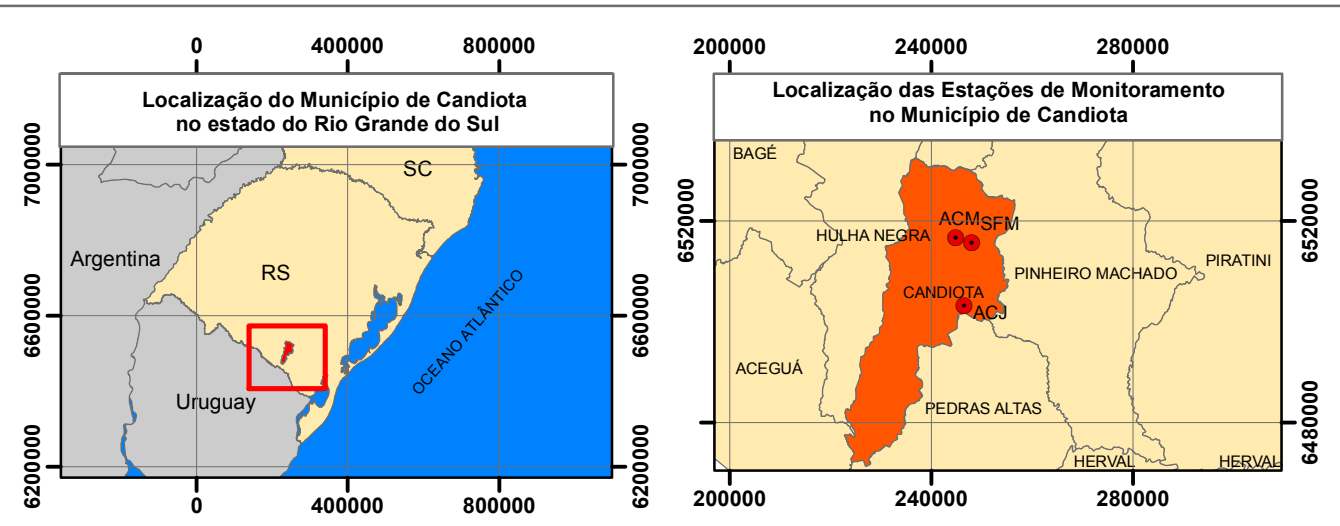 0 400000 800000
Localização do Município de Candiota
no estado do Rio Grande do Sul
7000000
7000000
SC
Argentina
RS
6600000
6600000
OCEANO ATLÂNTICO
Uruguay
6200000
6200000
0 400000 800000
200000 240000 280000
Localização das Estações de Monitoramento
no Município de Candiota
BAGÉ
6520000
6520000
ACM SFM
HULHA NEGRA
PIRATINI
PINHEIRO MACHADO
CANDIOTA
ACJ
ACEGUÁ
PEDRAS ALTAS
6480000
HERVAL HERVAL
200000 240000 280000